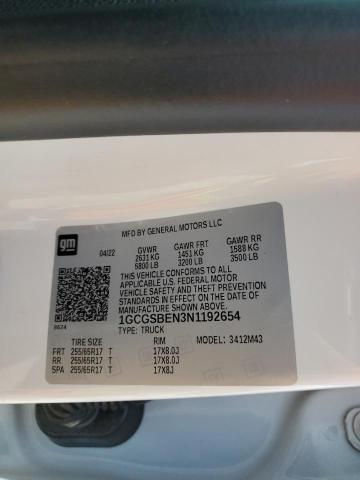 MFD BY GENERAL MOTORS LLC
gm
04/22 GVWR GAWR FRT GAWR RR
2631 KG 1451 KG 1588 KG
5800 LB 3200 LB 3500 LB
THIS VEHICLE CONFORMS TO ALL
APPLICABLE U.S. FEDERAL MOTOR
VEHICLE SAFETY AND THEFT PREVENTION
STANDARDS IN EFFECT ON THE DATE OF
MANUFACTURE SHOWN ABOVE.
1GCGSBEN3N1192654
8624
TYPE: TRUCK
TIRE SIZE RIM MODEL: 3412M43
FRT 255/65R17 T 17X8.0J
RR 255/65R17 T 17X8.0J
SPA 255/65R17 T 17X8J